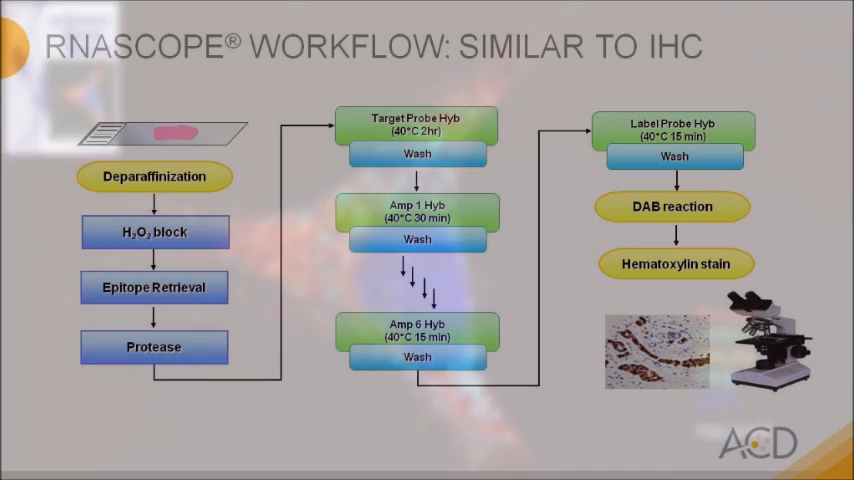 RNASCOPE® WORKFLOW: SIMILAR TO IHC
Deparaffinization
H₂O₂ block
Epitope Retrieval
Protease
Target Probe Hyb
(40°C 2hr)
Wash
Amp 1 Hyb
(40°C 30 min)
Wash
Amp 6 Hyb
(40°C 15 min)
Wash
Label Probe Hyb
(40°C 15 min)
Wash
DAB reaction
Hematoxylin stain
ACD